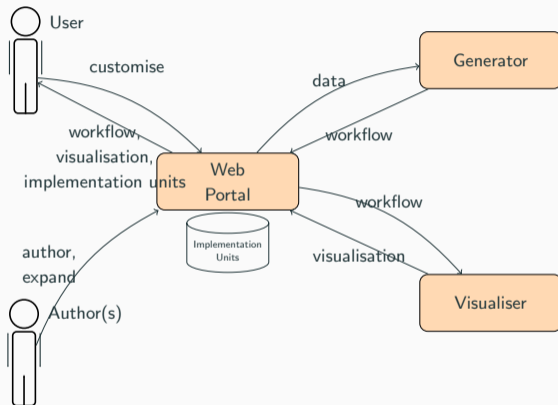 User
Generator
customise
data
workflow,
visualisation,
implementation units
workflow
Web
Portal
workflow
Implementation
Units
author,
expand
visualisation
Visualiser
Author(s)